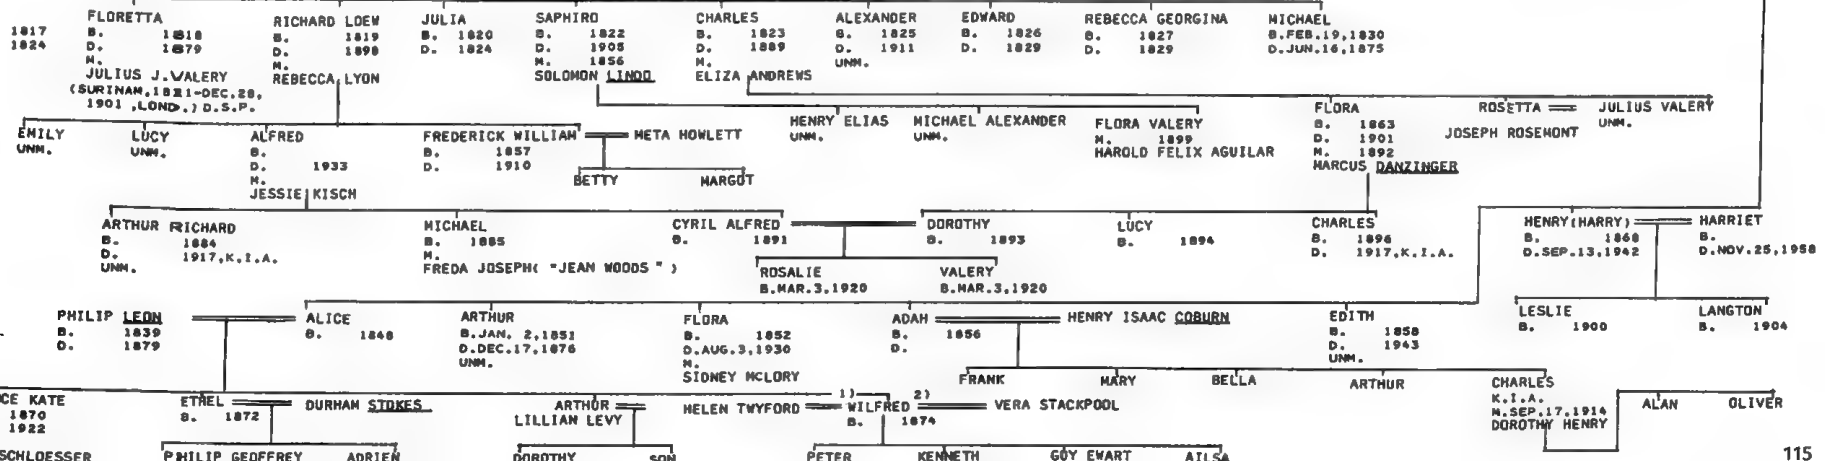 1817
1824
FLORETTA
B. 1818
D. 1879
M.
JULIUS J.VALERY
(SURINAM,1821-DEC.28,
1901 ,LOND.) D.S.P.
RICHARD LOEW
B. 1819
D. 1898
M.
REBECCA LYON
JULIA
B. 1820
D. 1824
SAPHIRO
B. 1822
D. 1905
M. 1856
SOLOMON LINDO
CHARLES
B. 1823
D. 1889
M.
ELIZA ANDREWS
ALEXANDER
B. 1825
D. 1911
UNM.
EDWARD
B. 1826
D. 1829
REBECCA GEORGINA
B. 1827
D. 1829
MICHAEL
B.FEB.19,1830
D.JUN.16,1875
EMILY
UNM.
LUCY
UNM.
ALFRED
B.
D. 1933
M.
JESSIE KISCH
FREDERICK WILLIAM
B. 1857
D. 1910
META HOWLETT
BETTY
MARGOT
HENRY ELIAS
UNM.
MICHAEL ALEXANDER
UNM.
FLORA VALERY
M. 1899
HAROLD FELIX AGUILAR
FLORA
B. 1863
D. 1901
M. 1892
MARCUS DANZINGER
ROSETTA
JOSEPH ROSEMONT
JULIUS VALERY
UNM.
ARTHUR RICHARD
B. 1884
D. 1917,K.I.A.
UNM.
MICHAEL
B. 1885
M.
FREDA JOSEPH( "JEAN WOODS" )
CYRIL ALFRED
B. 1891
DOROTHY
B. 1893
LUCY
B. 1894
CHARLES
B. 1896
D. 1917,K.I.A.
HENRY(HARRY)
B. 1868
D.SEP.13,1942
HARRIET
B.
D.NOV.25,1958
ROSALIE
B.MAR.3,1920
VALERY
B.MAR.3,1920
LESLIE
B. 1900
LANGTON
B. 1904
PHILIP LEON
B. 1839
D. 1879
ALICE
B. 1848
ARTHUR
B.JAN. 2,1851
D.DEC.17,1876
UNM.
FLORA
B. 1852
D.AUG.3,1930
M.
SIDNEY MCLORY
ADAH
B. 1856
D.
HENRY ISAAC COBURN
EDITH
B. 1858
D. 1943
UNM.
FRANK
MARY
BELLA
ARTHUR
CHARLES
K.I.A.
M.SEP.17,1914
DOROTHY HENRY
ALAN
OLIVER
CE KATE
1870
1922
SCHLOESSER
ETHEL
B. 1872
DURHAM STOKES
ARTHUR
LILLIAN LEVY
HELEN TWYFORD
1)
2)
WILFRED
B. 1874
VERA STACKPOOL
PHILIP GEOFFREY
ADRIEN
DOROTHY
SON
PETER
KENNETH
GOY EWART
AILSA
115